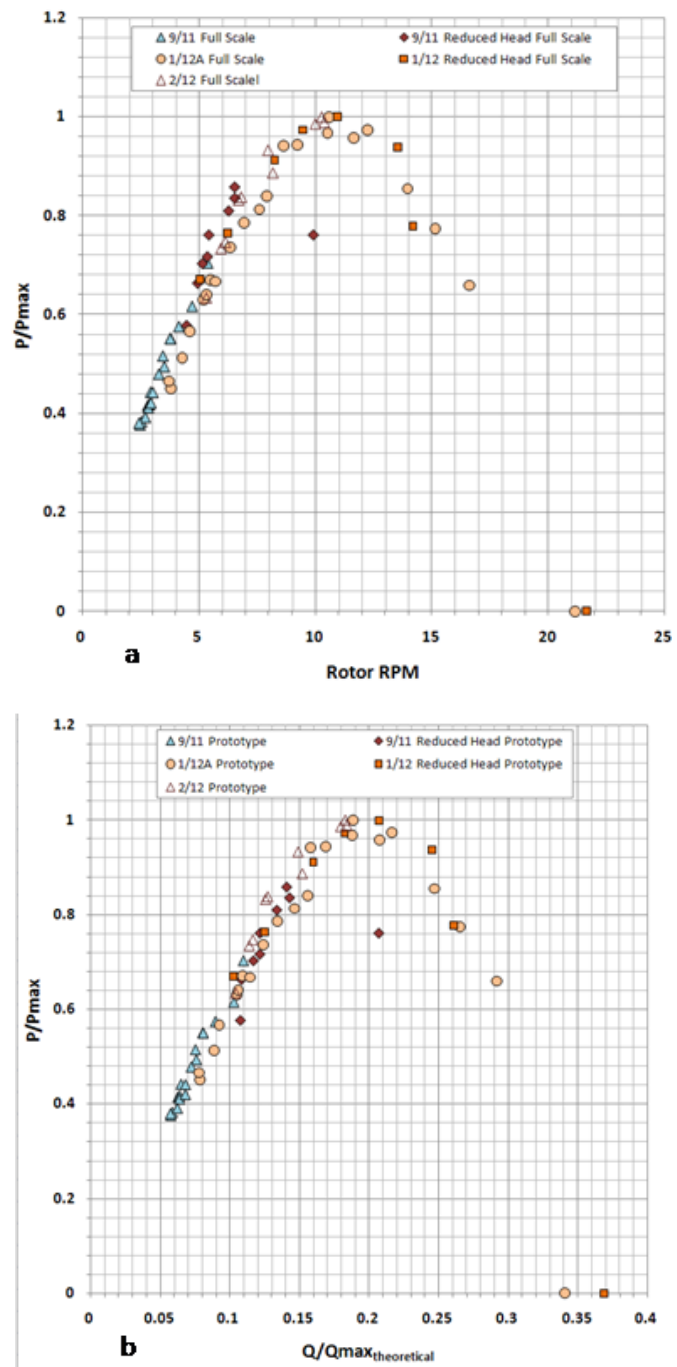 1.2
9/11 Full Scale 9/11 Reduced Head Full Scale
1/12A Full Scale 1/12 Reduced Head Full Scale
2/12 Full Scalel
1
0.8
0.6
0.4
0.2
0
P/Pmax
0 5 10 15 20 25
a
Rotor RPM
1.2
9/11 Prototype 9/11 Reduced Head Prototype
1/12A Prototype 1/12 Reduced Head Prototype
2/12 Prototype
1
0.8
0.6
0.4
0.2
0
P/Pmax
0 0.05 0.1 0.15 0.2 0.25 0.3 0.35 0.4
b
Q/Qmaxtheoretical